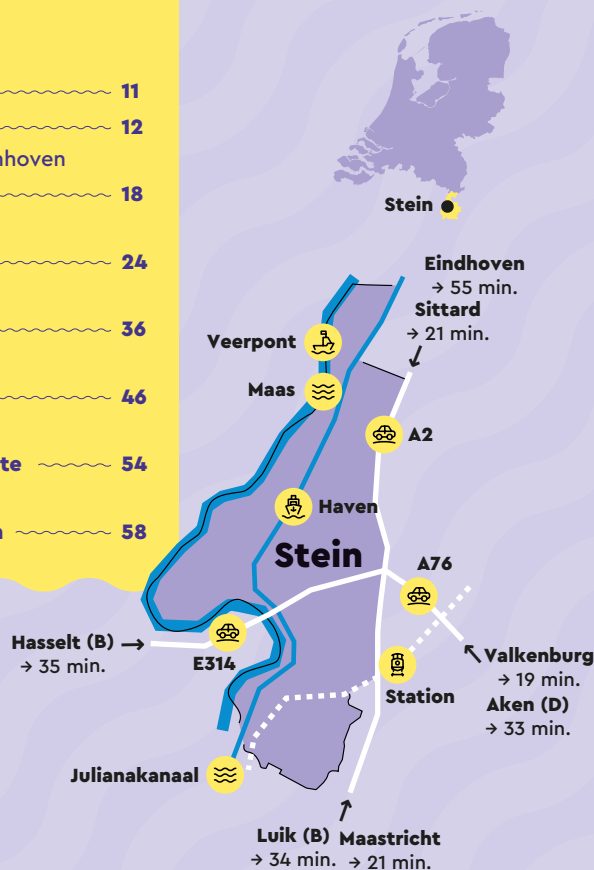 11
12
nhoven
18
24
36
46
te 54
n 58
Stein
Eindhoven
→ 55 min.
Sittard
→ 21 min.
Veerpont
Maas
A2
Haven
Stein
A76
Hasselt (B)
→ 35 min.
E314
Valkenburg
→ 19 min.
Aken (D)
→ 33 min.
Station
Julianakanaal
Luik (B) Maastricht
→ 34 min. → 21 min.